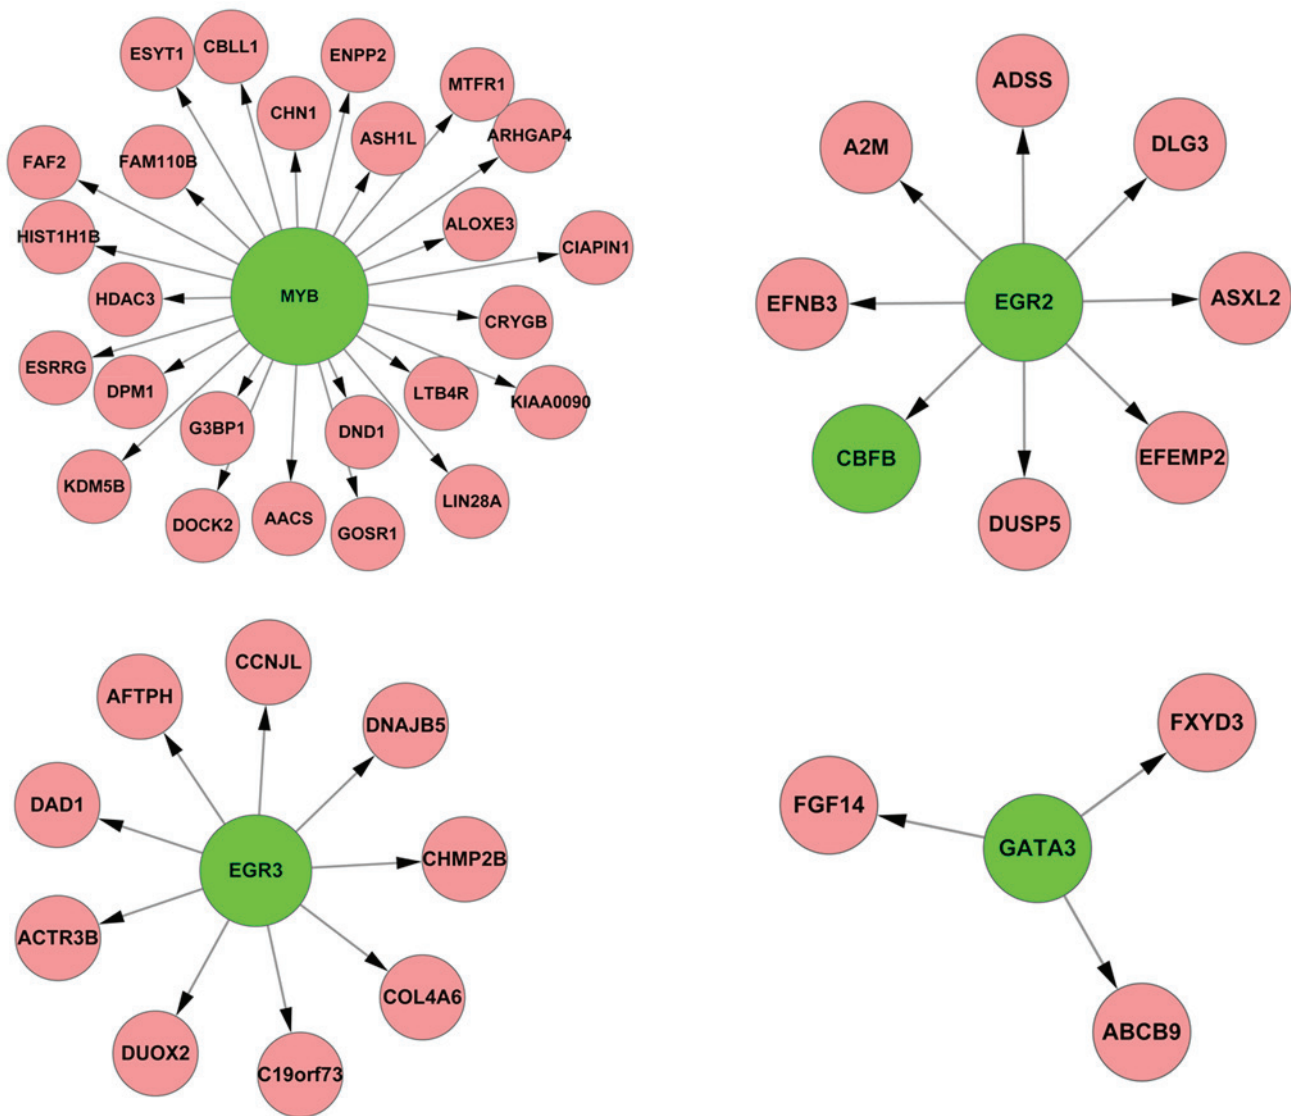 ESYT1
CBLL1
ENPP2
CHN1
MTFR1
ASH1L
ARHGAP4
FAF2
FAM110B
ALOXE3
HIST1H1B
CIAPIN1
HDAC3
MYB
CRYGB
ESRRG
DPM1
LTB4R
KIAA0090
G3BP1
DND1
KDM5B
LIN28A
DOCK2
AACS
GOSR1
ADSS
A2M
DLG3
EFNB3
EGR2
ASXL2
CBFB
EFEMP2
DUSP5
CCNJL
AFTPH
DNAJB5
DAD1
EGR3
CHMP2B
ACTR3B
COL4A6
DUOX2
C19orf73
FXYD3
FGF14
GATA3
ABCB9